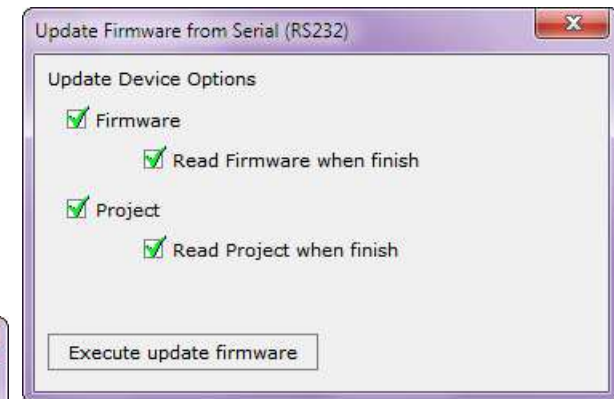 Update Firmware from Serial (RS232)
Update Device Options
Firmware
Read Firmware when finish
Project
Read Project when finish
Execute update firmware